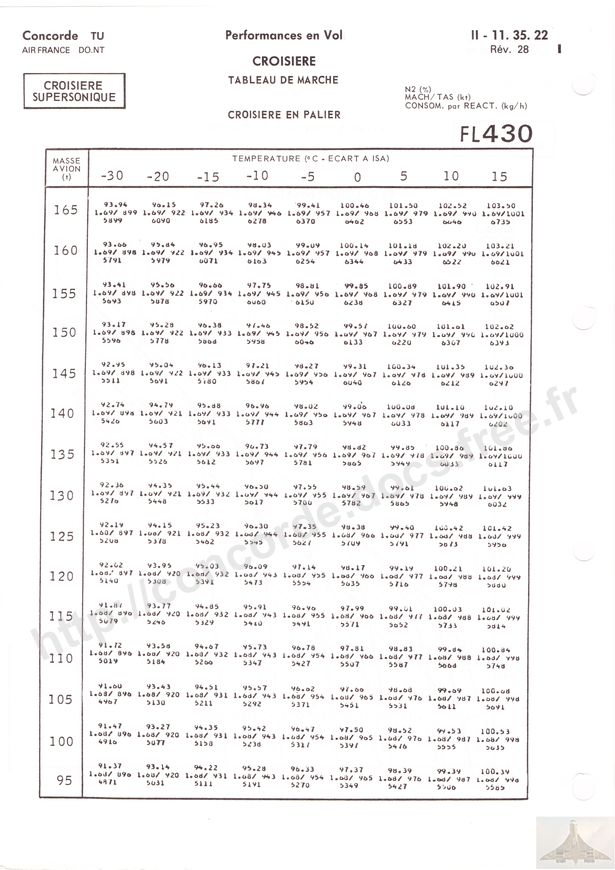 Concorde TU
AIR FRANCE DO.NT
Performances en Vol
II - 11. 35. 22
Rév. 28
CROISIERE
TABLEAU DE MARCHE
CROISIERE SUPERSONIQUE
N2 (%)
MACH/TAS (kt)
CONSOM. par REACT. (kg/h)
CROISIERE EN PALIER
FL430
MASSE AVION (t)
TEMPERATURE (°C - ECART A ISA)
-30 -20 -15 -10 -5 0 5 10 15
165
93.94 96.15 97.26 98.34 99.41 100.46 101.50 102.52 103.50
1.69/ 899 1.69/ 922 1.69/ 934 1.69/ 946 1.69/ 957 1.69/ 968 1.69/ 979 1.69/ 990 1.69/1001
5899 6090 6185 6278 6370 6462 6553 6646 6735
160
93.66 95.84 96.95 98.03 99.09 100.14 101.18 102.20 103.21
1.69/ 898 1.69/ 922 1.69/ 934 1.69/ 945 1.69/ 957 1.69/ 968 1.69/ 979 1.69/ 990 1.69/1001
5791 5979 6071 6163 6254 6344 6433 6522 6621
155
93.41 95.56 96.66 97.75 98.81 99.85 100.89 101.90 102.91
1.69/ 898 1.69/ 922 1.69/ 934 1.69/ 945 1.69/ 956 1.69/ 968 1.69/ 979 1.69/ 990 1.69/1001
5693 5878 5970 6060 6150 6238 6327 6415 6507
150
93.17 95.28 96.38 97.46 98.52 99.57 100.60 101.61 102.62
1.69/ 898 1.69/ 922 1.69/ 933 1.69/ 945 1.69/ 956 1.69/ 967 1.69/ 979 1.69/ 990 1.69/1000
5596 5778 5868 5958 6046 6133 6220 6307 6393
145
92.95 95.04 96.13 97.21 98.27 99.31 100.34 101.35 102.36
1.69/ 898 1.69/ 922 1.69/ 933 1.69/ 945 1.69/ 956 1.69/ 967 1.69/ 978 1.69/ 989 1.69/1000
5511 5691 5780 5867 5954 6040 6126 6212 6297
140
92.74 94.79 95.88 96.96 98.02 99.06 100.08 101.10 102.10
1.69/ 898 1.69/ 921 1.69/ 933 1.69/ 945 1.69/ 956 1.69/ 967 1.69/ 978 1.69/ 989 1.69/1000
5426 5603 5691 5777 5863 5948 6033 6117 6202
135
92.55 94.57 95.66 96.73 97.79 98.82 99.85 100.86 101.86
1.69/ 897 1.69/ 921 1.69/ 933 1.69/ 944 1.69/ 956 1.69/ 967 1.69/ 978 1.69/ 989 1.69/1000
5351 5526 5612 5697 5781 5865 5949 6033 6117
130
92.36 94.35 95.44 96.50 97.55 98.59 99.61 100.62 101.63
1.69/ 897 1.69/ 921 1.69/ 932 1.69/ 944 1.69/ 955 1.69/ 967 1.69/ 978 1.69/ 989 1.69/ 999
5276 5448 5533 5617 5700 5782 5865 5948 6032
125
92.19 94.15 95.23 96.30 97.35 98.38 99.40 100.42 101.42
1.68/ 897 1.68/ 921 1.68/ 932 1.68/ 944 1.68/ 955 1.68/ 966 1.68/ 977 1.68/ 988 1.68/ 999
5208 5378 5462 5545 5627 5709 5791 5873 5956
120
92.02 93.95 95.03 96.09 97.14 98.17 99.19 100.21 101.20
1.68/ 897 1.68/ 920 1.68/ 932 1.68/ 943 1.68/ 955 1.68/ 966 1.68/ 977 1.68/ 988 1.68/ 999
5140 5308 5391 5473 5554 5635 5716 5798 5880
115
91.87 93.77 94.85 95.91 96.96 97.99 99.01 100.03 101.02
1.68/ 896 1.68/ 920 1.68/ 932 1.68/ 943 1.68/ 955 1.68/ 966 1.68/ 977 1.68/ 988 1.68/ 999
5079 5246 5329 5410 5491 5571 5652 5733 5814
110
91.72 93.58 94.67 95.73 96.78 97.81 98.83 99.84 100.84
1.68/ 896 1.68/ 920 1.68/ 932 1.68/ 943 1.68/ 954 1.68/ 966 1.68/ 977 1.68/ 988 1.68/ 998
5019 5184 5266 5347 5427 5507 5587 5668 5748
105
91.60 93.43 94.51 95.57 96.62 97.66 98.68 99.69 100.68
1.68/ 896 1.68/ 920 1.68/ 931 1.68/ 943 1.68/ 954 1.68/ 965 1.68/ 976 1.68/ 987 1.68/ 998
4967 5130 5211 5292 5371 5451 5531 5611 5691
100
91.47 93.27 94.35 95.42 96.47 97.50 98.52 99.53 100.53
1.68/ 896 1.68/ 920 1.68/ 931 1.68/ 943 1.68/ 954 1.68/ 965 1.68/ 976 1.68/ 987 1.68/ 998
4916 5077 5158 5238 5317 5397 5476 5555 5635
95
91.37 93.14 94.22 95.28 96.33 97.37 98.39 99.39 100.39
1.68/ 896 1.68/ 920 1.68/ 931 1.68/ 943 1.68/ 954 1.68/ 965 1.68/ 976 1.68/ 987 1.68/ 998
4871 5031 5111 5191 5270 5349 5427 5506 5585
http://concorde.docs.free.fr